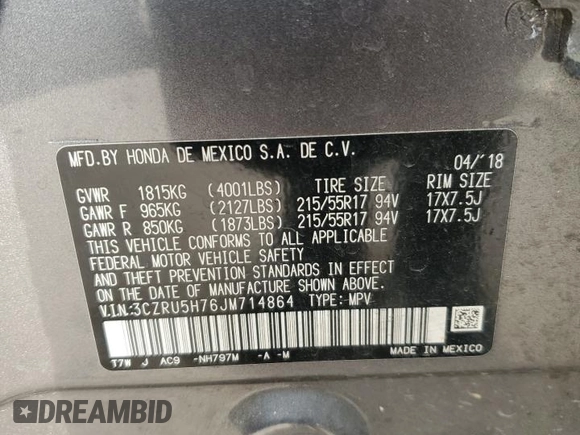 MFD.BY HONDA DE MEXICO S.A. DE C.V.
04/'18
GVWR 1815KG (4001LBS) TIRE SIZE RIM SIZE
GAWR F 965KG (2127LBS) 215/55R17 94V 17X7.5J
GAWR R 850KG (1873LBS) 215/55R17 94V 17X7.5J
THIS VEHICLE CONFORMS TO ALL APPLICABLE
FEDERAL MOTOR VEHICLE SAFETY, BUMPER,
AND THEFT PREVENTION STANDARDS IN EFFECT
ON THE DATE OF MANUFACTURE SHOWN ABOVE.
V.I.N:3CZRU5H76JM714864 TYPE: MPV
T7W J AC9 -NH797M -A -M
MADE IN MEXICO
DREAMBID